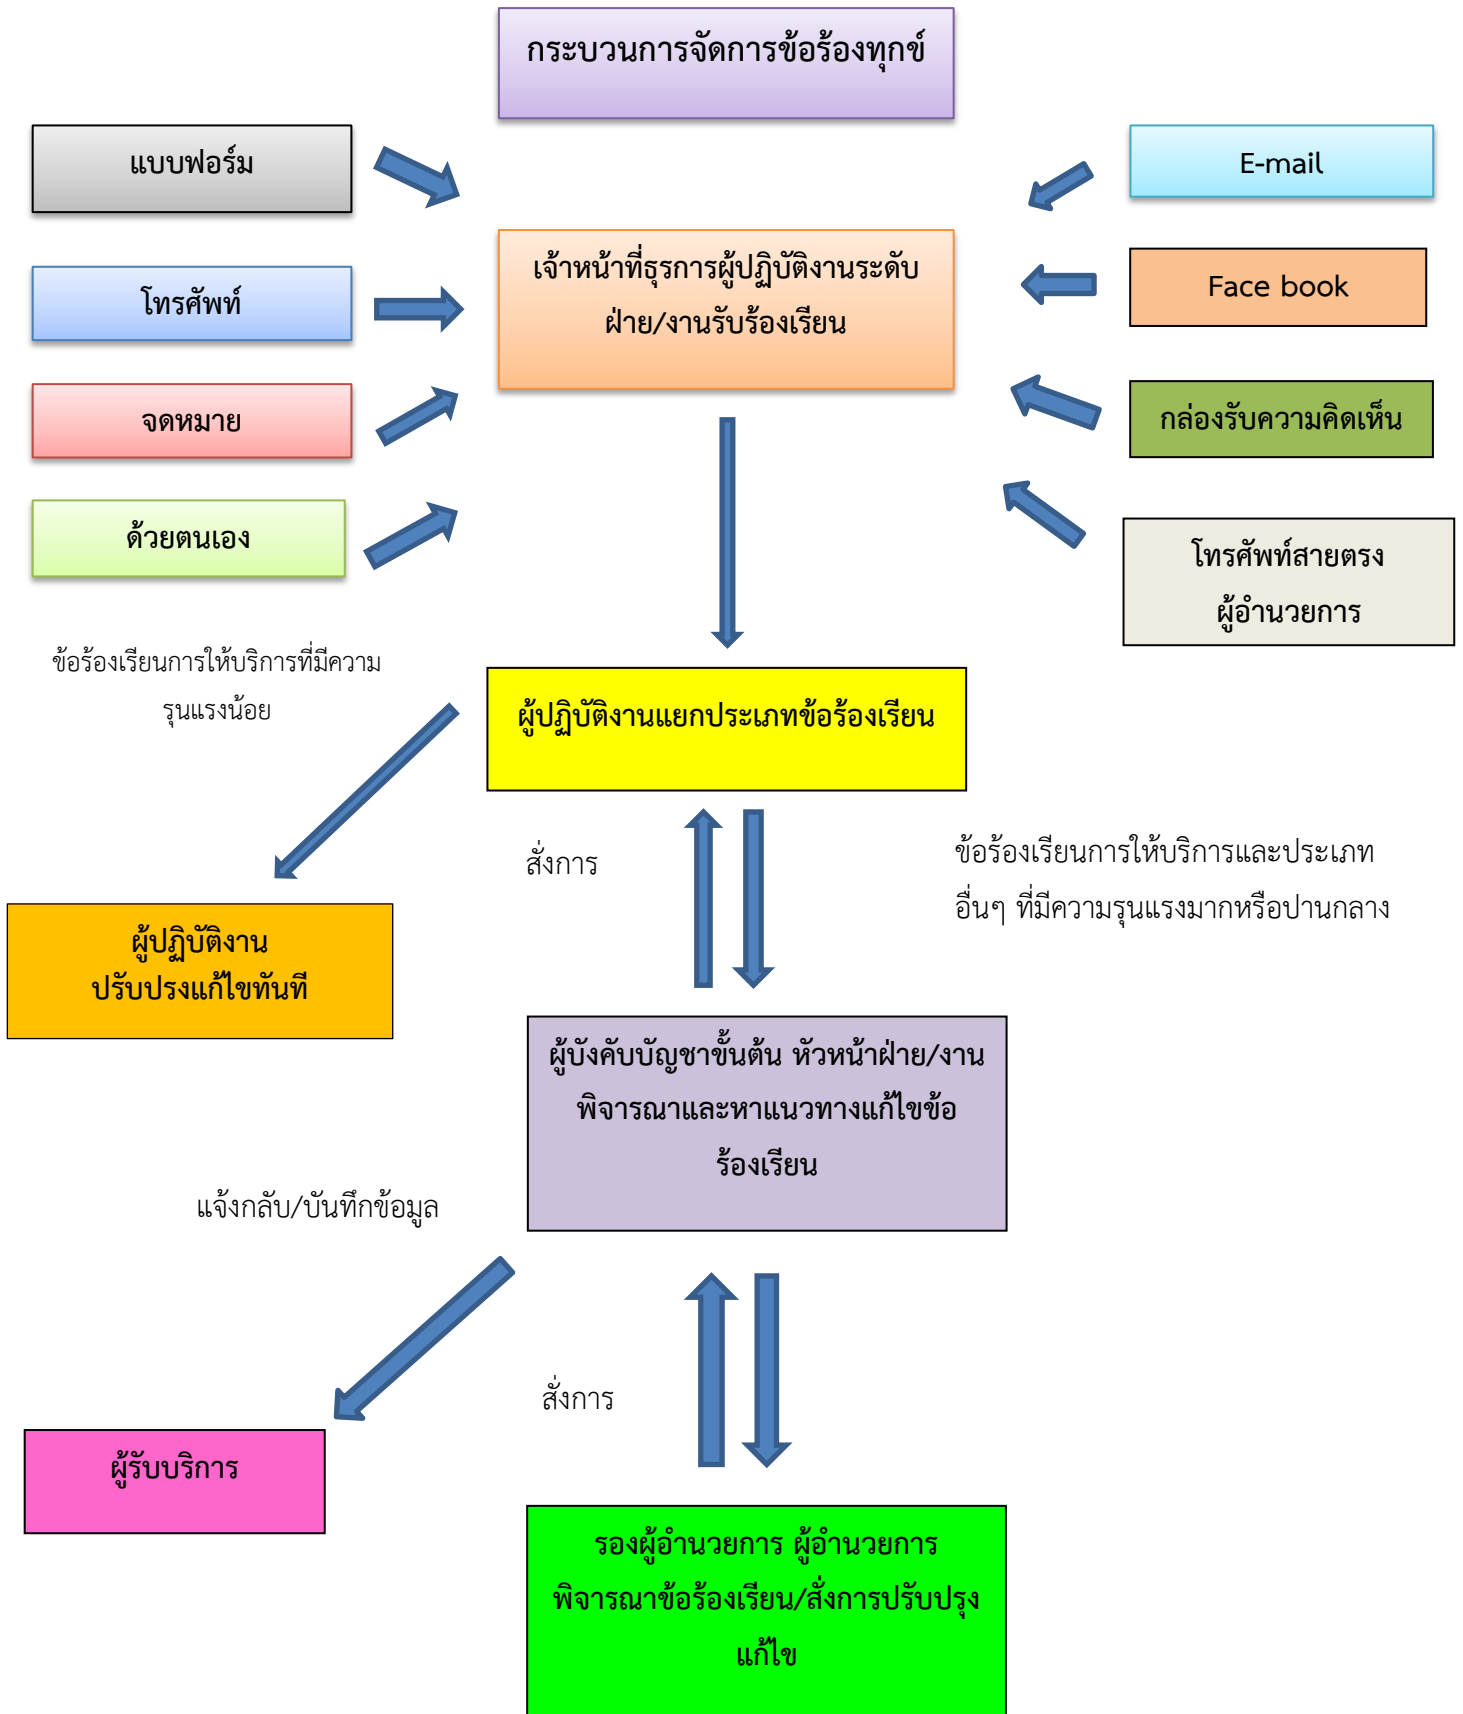 กระบวนการจัดการข้อร้องทุกข์
แบบฟอร์ม
E-mail
เจ้าหน้าที่ธุรการผู้ปฏิบัติงานระดับ
ฝ่าย/งานรับร้องเรียน
โทรศัพท์
Face book
จดหมาย
กล่องรับความคิดเห็น
ด้วยตนเอง
โทรศัพท์สายตรง
ผู้อำนวยการ
ข้อร้องเรียนการให้บริการที่มีความ
รุนแรงน้อย
ผู้ปฏิบัติงานแยกประเภทข้อร้องเรียน
สั่งการ
ข้อร้องเรียนการให้บริการและประเภท
อื่นๆ ที่มีความรุนแรงมากหรือปานกลาง
ผู้ปฏิบัติงาน
ปรับปรงแก้ไขทันที
ผู้บังคับบัญชาขั้นต้น หัวหน้าฝ่าย/งาน
พิจารณาและหาแนวทางแก้ไขข้อ
ร้องเรียน
แจ้งกลับ/บันทึกข้อมูล
สั่งการ
ผู้รับบริการ
รองผู้อำนวยการ ผู้อำนวยการ
พิจารณาข้อร้องเรียน/สั่งการปรับปรุง
แก้ไข